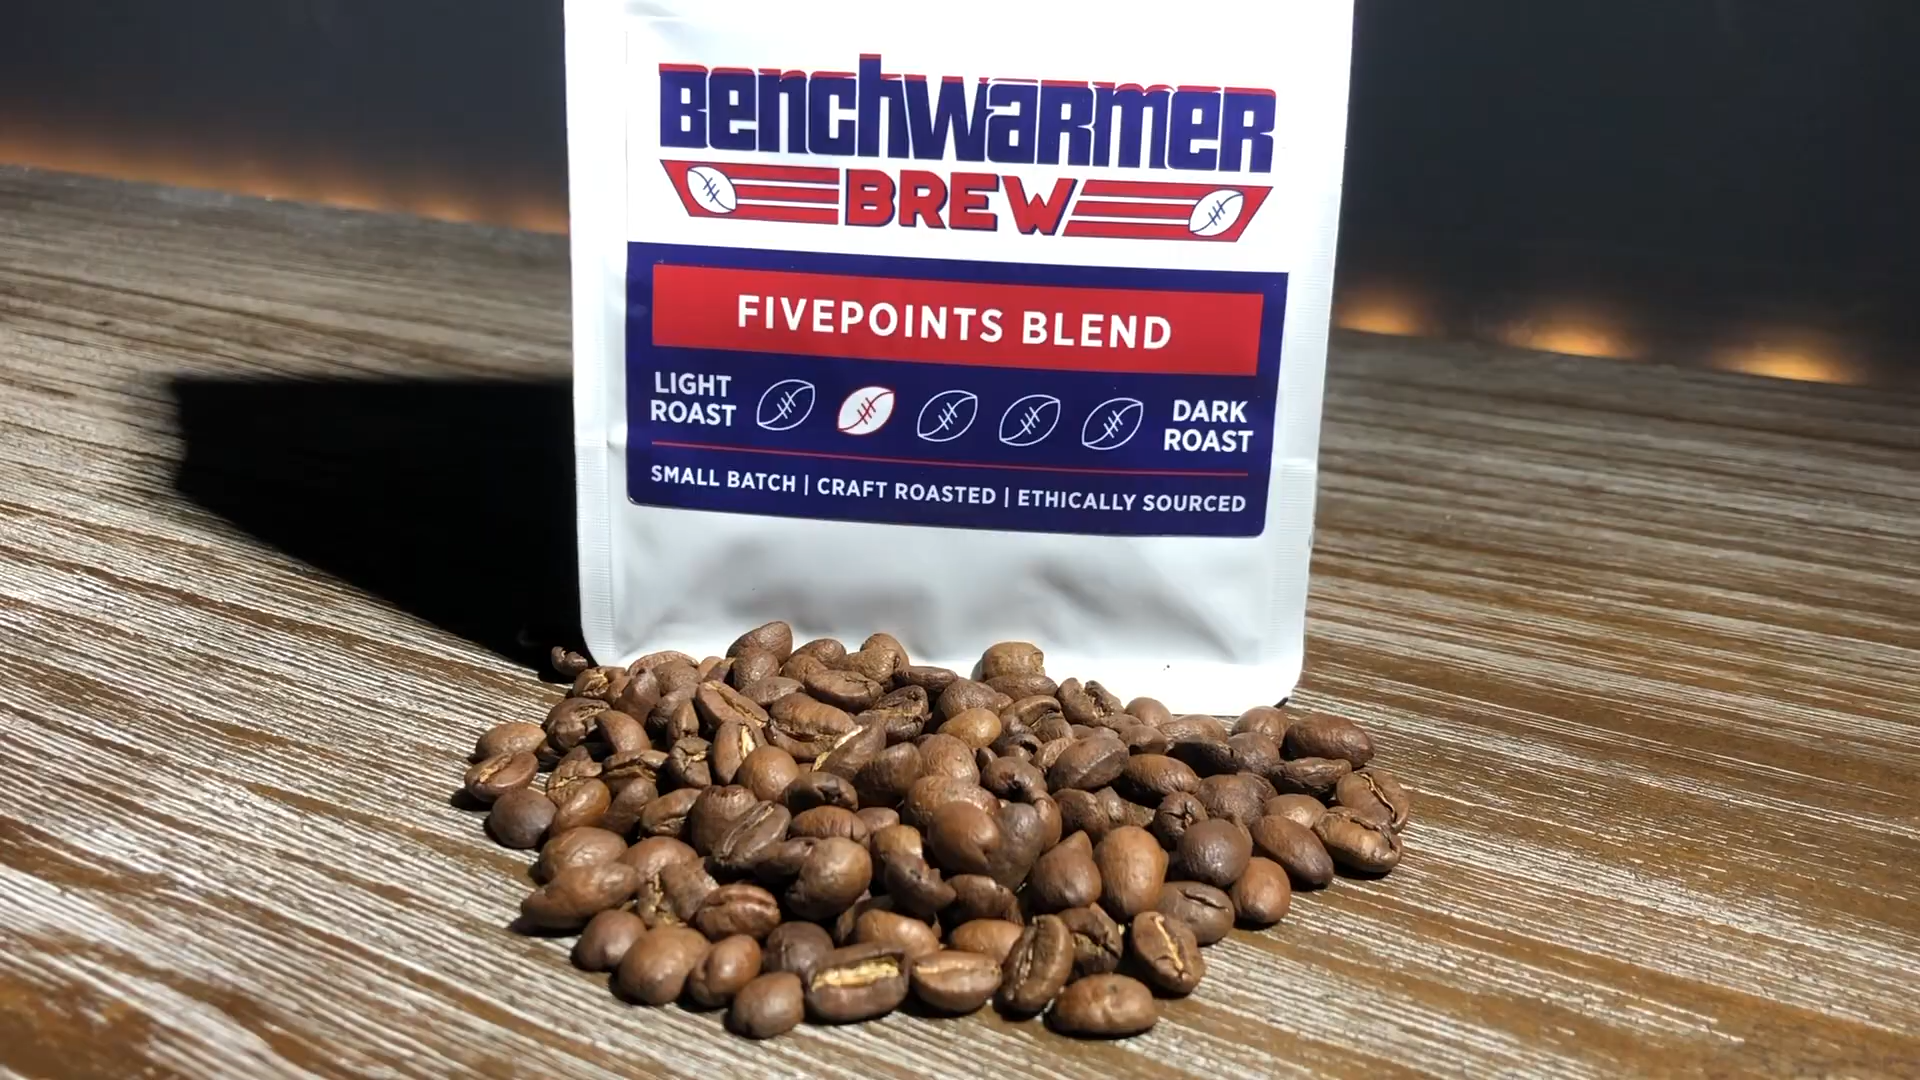 BENCHWARMER
BREW
FIVEPOINTS BLEND
LIGHT
ROAST
DARK
ROAST
SMALL BATCH | CRAFT ROASTED | ETHICALLY SOURCED